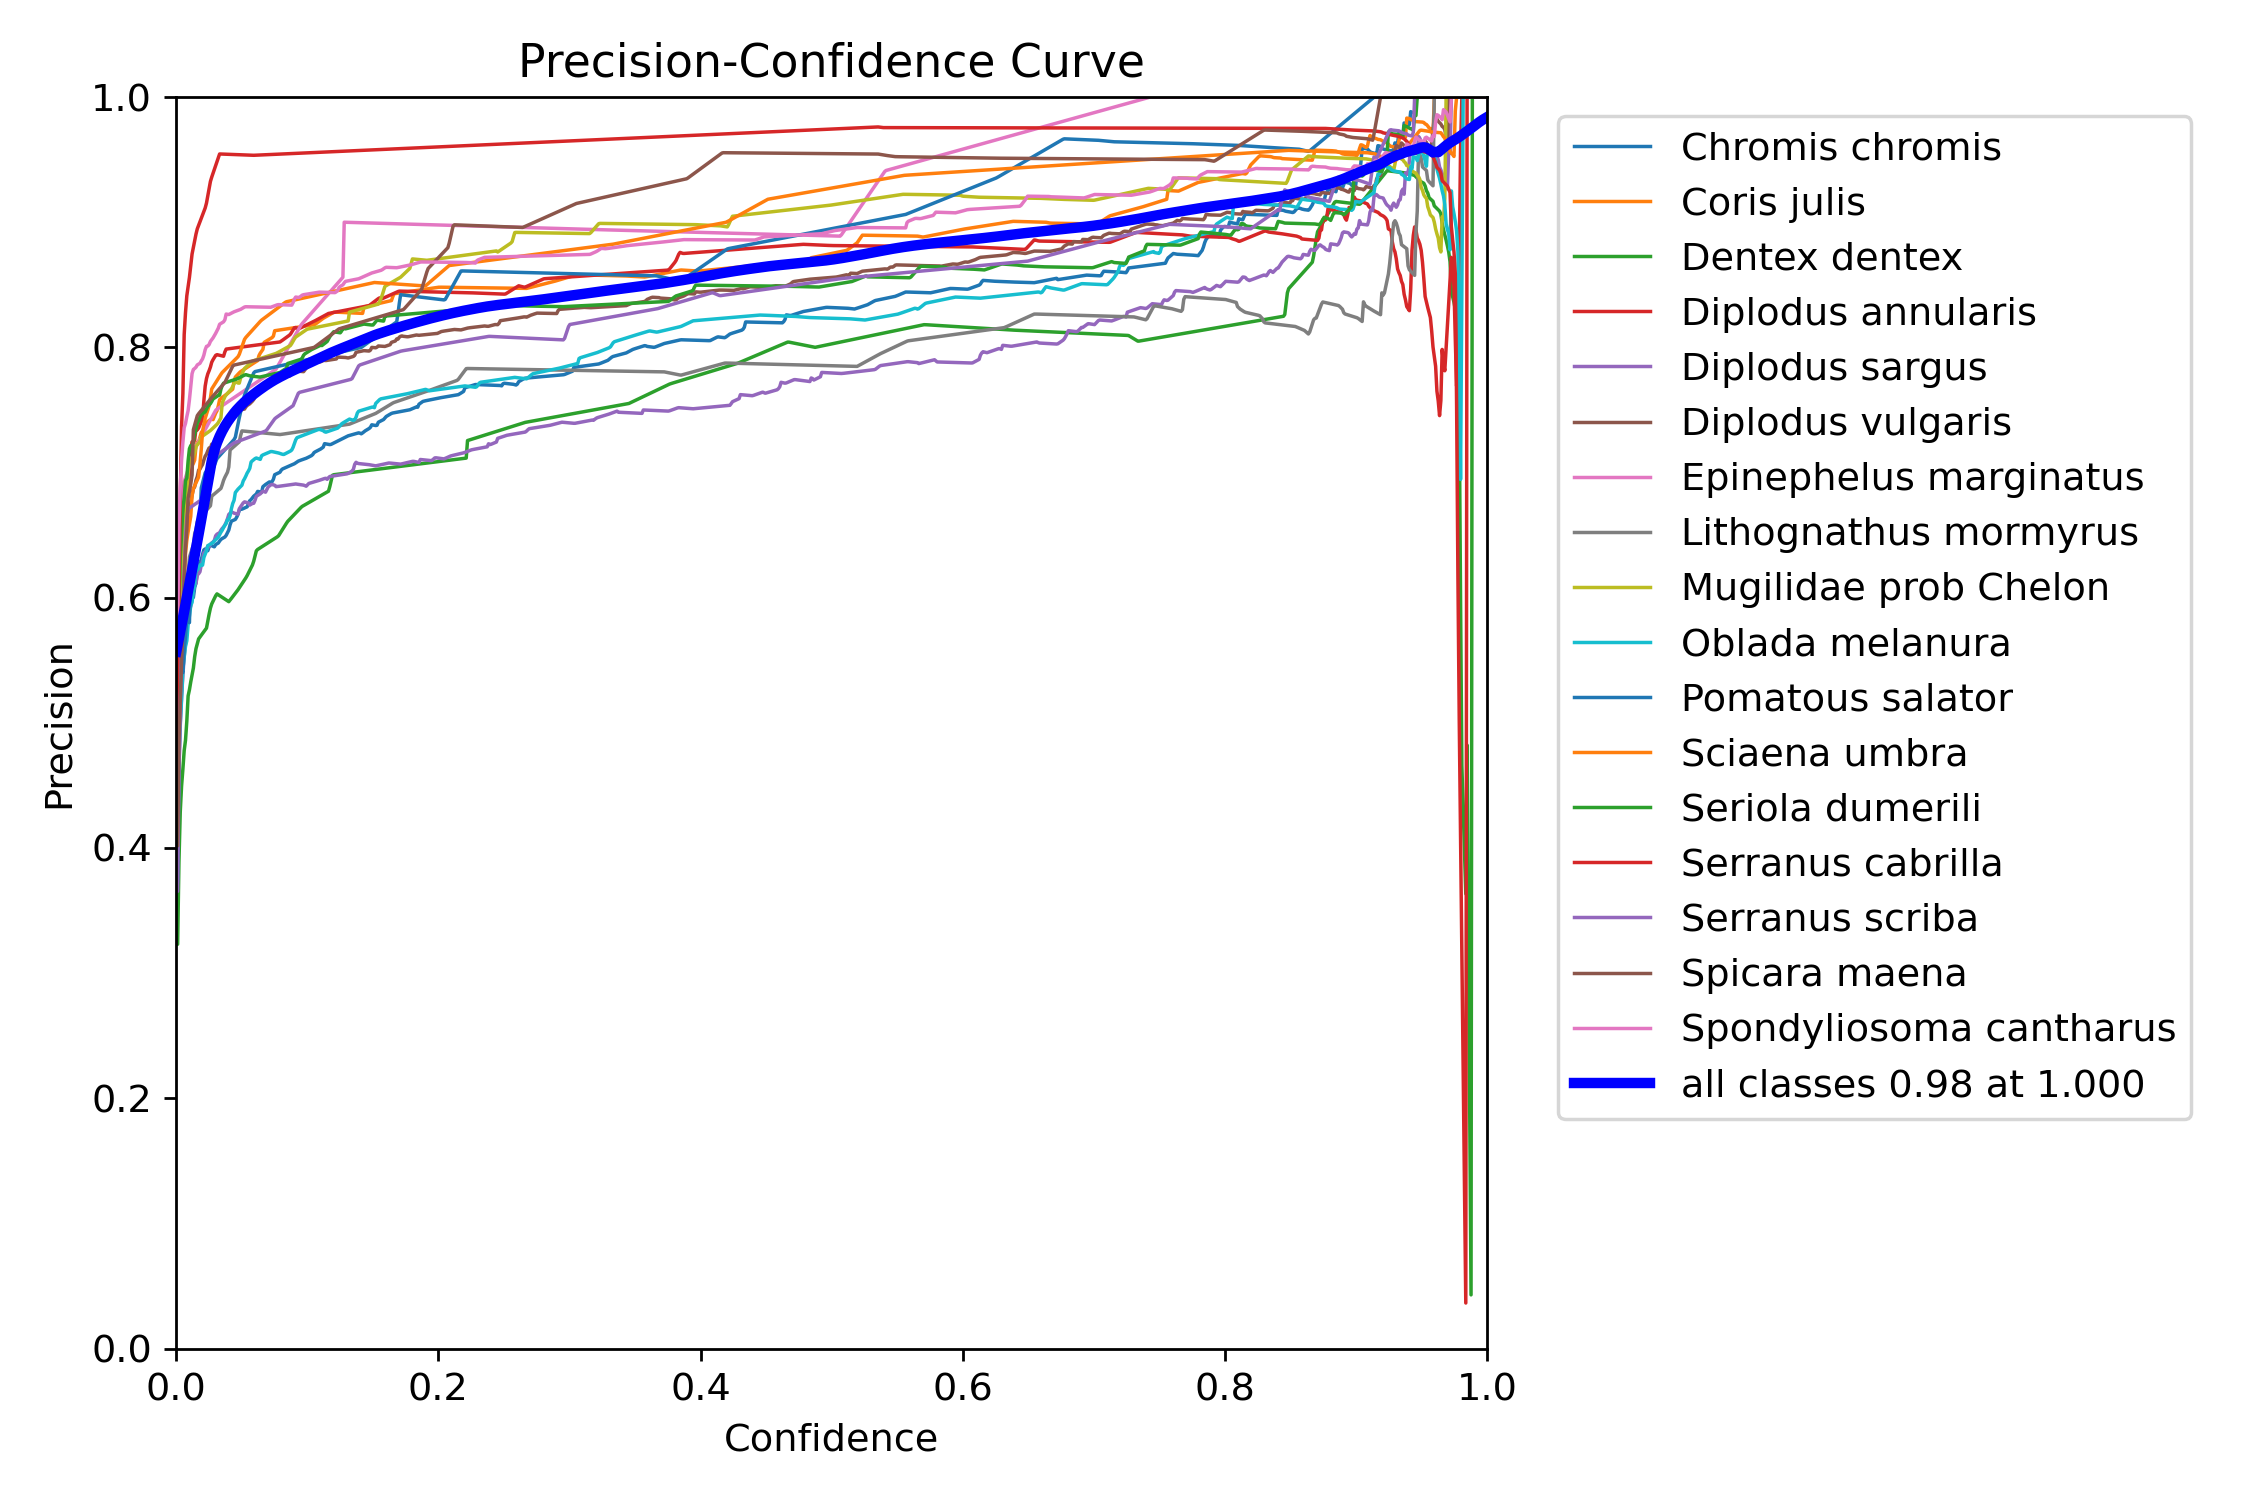 Precision-Confidence Curve
1.0
0.8
0.6
0.4
0.2
0.0
Precision
0.0 0.2 0.4 0.6 0.8 1.0
Confidence
Chromis chromis
Coris julis
Dentex dentex
Diplodus annularis
Diplodus sargus
Diplodus vulgaris
Epinephelus marginatus
Lithognathus mormyrus
Mugilidae prob Chelon
Oblada melanura
Pomatous salator
Sciaena umbra
Seriola dumerili
Serranus cabrilla
Serranus scriba
Spicara maena
Spondyliosoma cantharus
all classes 0.98 at 1.000